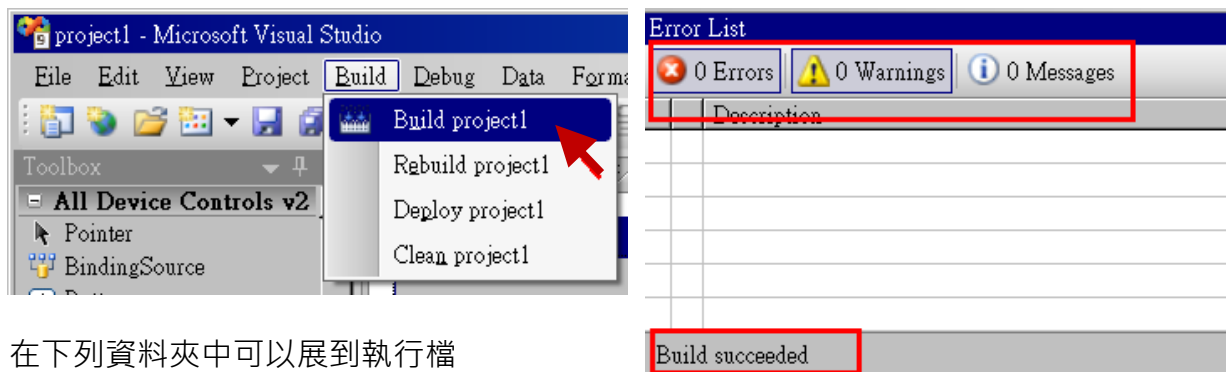 project1 - Microsoft Visual Studio
File Edit View Project Build Debug Data Forma
Build project1
Rebuild project1
Deploy project1
Clean project1
Toolbox
All Device Controls v2
Pointer
BindingSource
在下列資料夾中可以展到執行檔
Error List
0 Errors 0 Warnings 0 Messages
Description
Build succeeded